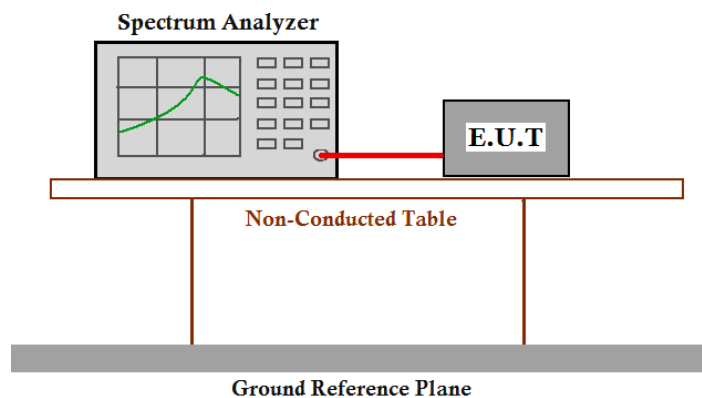 Spectrum Analyzer
E.U.T
Non-Conducted Table
Ground Reference Plane